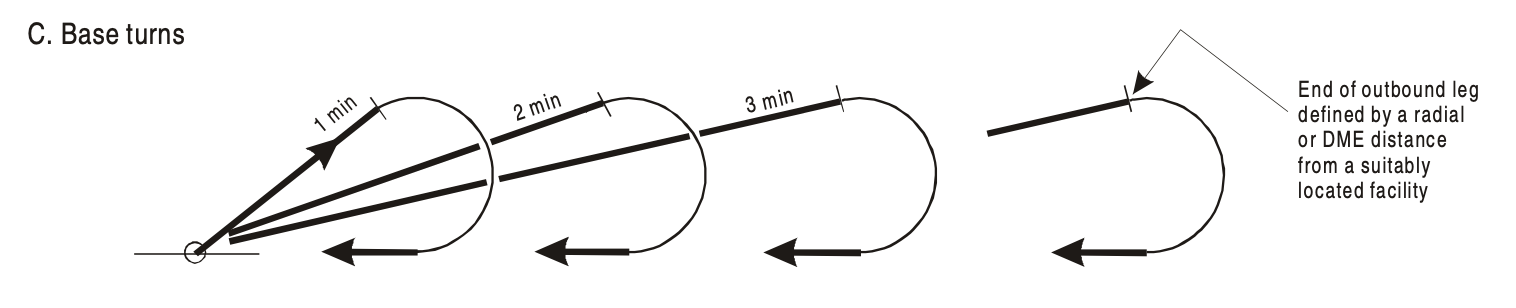 C. Base turns
1 min
2 min
3 min
End of outbound leg
defined by a radial
or DME distance
from a suitably
located facility